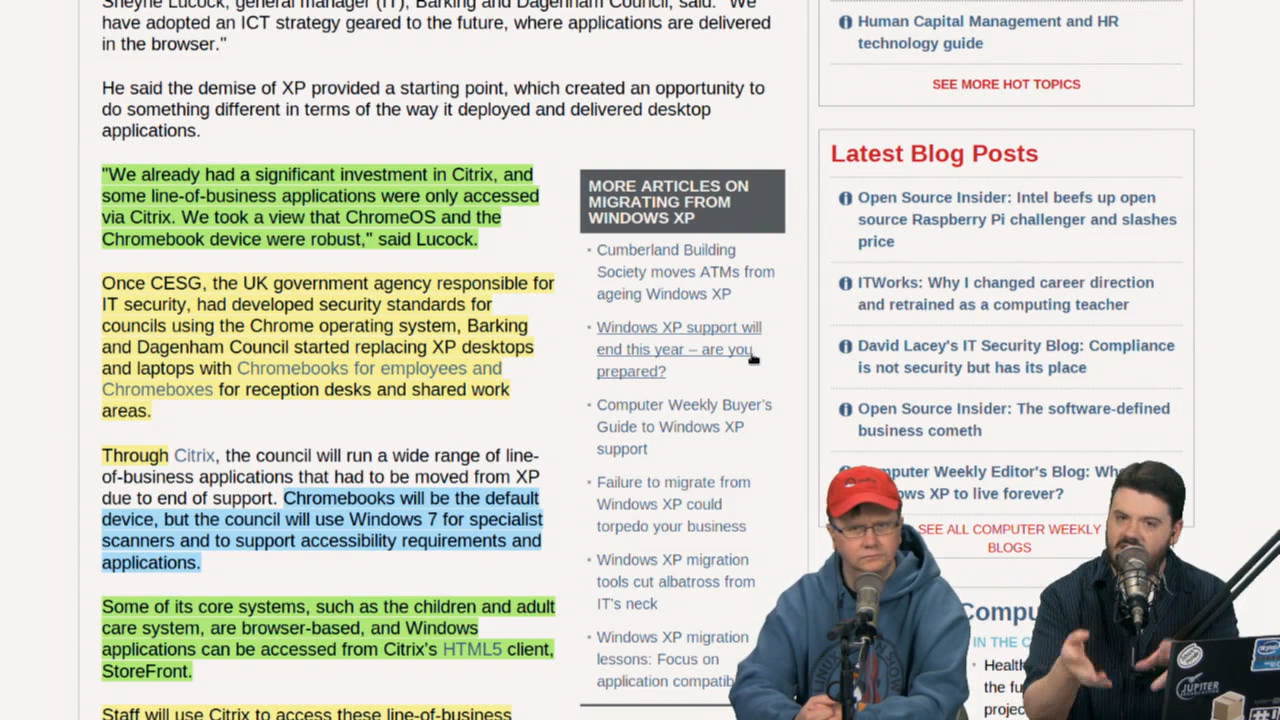 Sheyne Lucock, general manager (IT), Barking and Dagenham Council, said: "We
have adopted an ICT strategy geared to the future, where applications are delivered
in the browser."
He said the demise of XP provided a starting point, which created an opportunity to
do something different in terms of the way it deployed and delivered desktop
applications.
"We already had a significant investment in Citrix, and
some line-of-business applications were only accessed
via Citrix. We took a view that ChromeOS and the
Chromebook device were robust," said Lucock.
Once CESG, the UK government agency responsible for
IT security, had developed security standards for
councils using the Chrome operating system, Barking
and Dagenham Council started replacing XP desktops
and laptops with Chromebooks for employees and
Chromeboxes for reception desks and shared work
areas.
Through Citrix, the council will run a wide range of line-
of-business applications that had to be moved from XP
due to end of support. Chromebooks will be the default
device, but the council will use Windows 7 for specialist
scanners and to support accessibility requirements and
applications.
Some of its core systems, such as the children and adult
care system, are browser-based, and Windows
applications can be accessed from Citrix's HTML5 client,
StoreFront.
Staff will use Citrix to access these line-of-business
MORE ARTICLES ON
MIGRATING FROM
WINDOWS XP
Cumberland Building
Society moves ATMs from
ageing Windows XP
Windows XP support will
end this year – are you
prepared?
Computer Weekly Buyer's
Guide to Windows XP
support
Failure to migrate from
Windows XP could
torpedo your business
Windows XP migration
tools cut albatross from
IT's neck
Windows XP migration
lessons: Focus on
application compatib
Human Capital Management and HR
technology guide
SEE MORE HOT TOPICS
Latest Blog Posts
Open Source Insider: Intel beefs up open
source Raspberry Pi challenger and slashes
price
ITWorks: Why I changed career direction
and retrained as a computing teacher
David Lacey's IT Security Blog: Compliance
is not security but has its place
Open Source Insider: The software-defined
business cometh
mputer Weekly Editor's Blog: Wh
ws XP to live forever?
SEE ALL COMPUTER WEEKLY
BLOGS
Compu
IN THE C
Health
the fu
projec
JUPITER